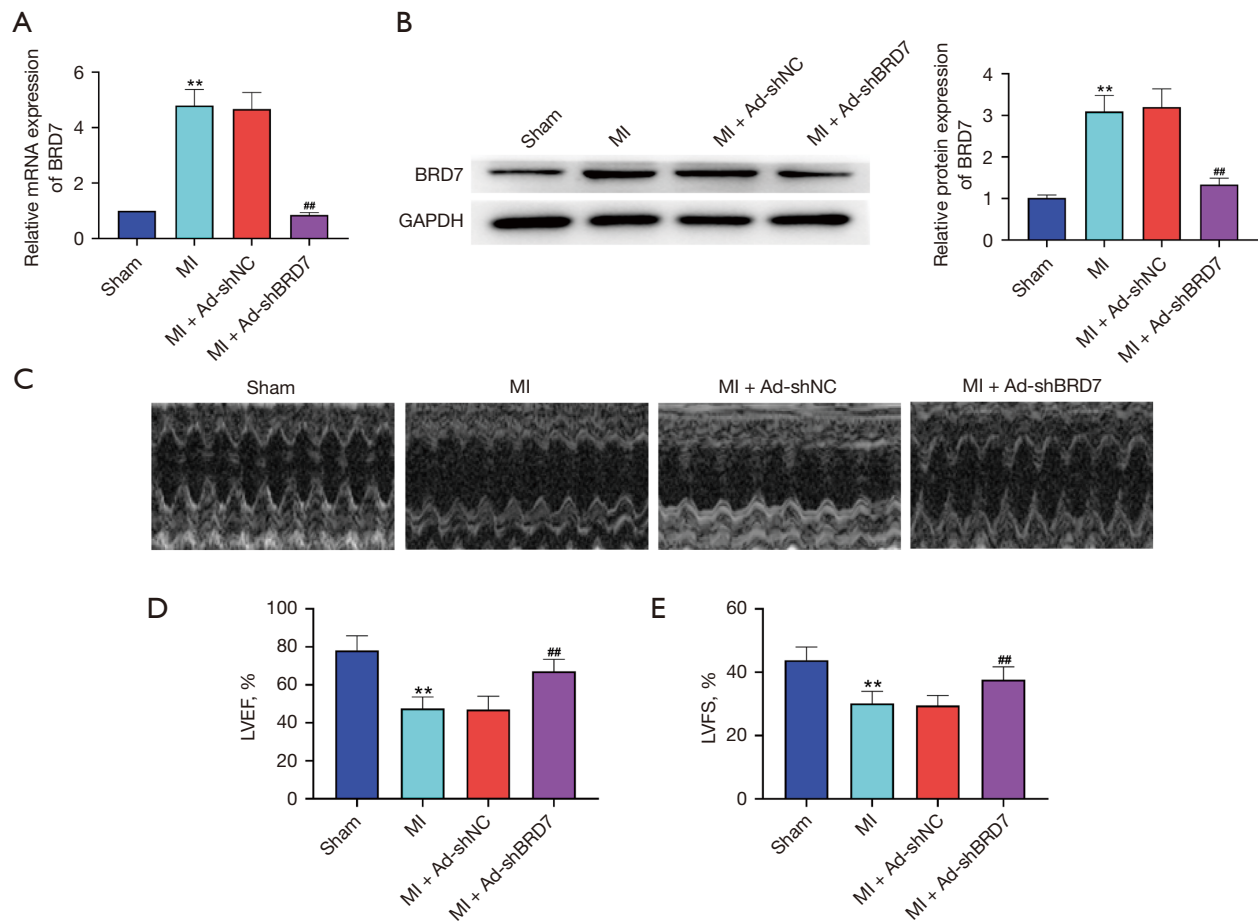 A
Relative mRNA expression
of BRD7
6
4
2
0
**
##
Sham
MI
MI + Ad-shNC
MI + Ad-shBRD7
B
Sham
MI
MI + Ad-shNC
MI + Ad-shBRD7
BRD7
GAPDH
Relative protein expression
of BRD7
4
3
2
1
0
**
##
Sham
MI
MI + Ad-shNC
MI + Ad-shBRD7
C
Sham
MI
MI + Ad-shNC
MI + Ad-shBRD7
D
LVEF, %
100
80
60
40
20
0
**
##
Sham
MI
MI + Ad-shNC
MI + Ad-shBRD7
E
LVFS, %
60
40
20
0
**
##
Sham
MI
MI + Ad-shNC
MI + Ad-shBRD7